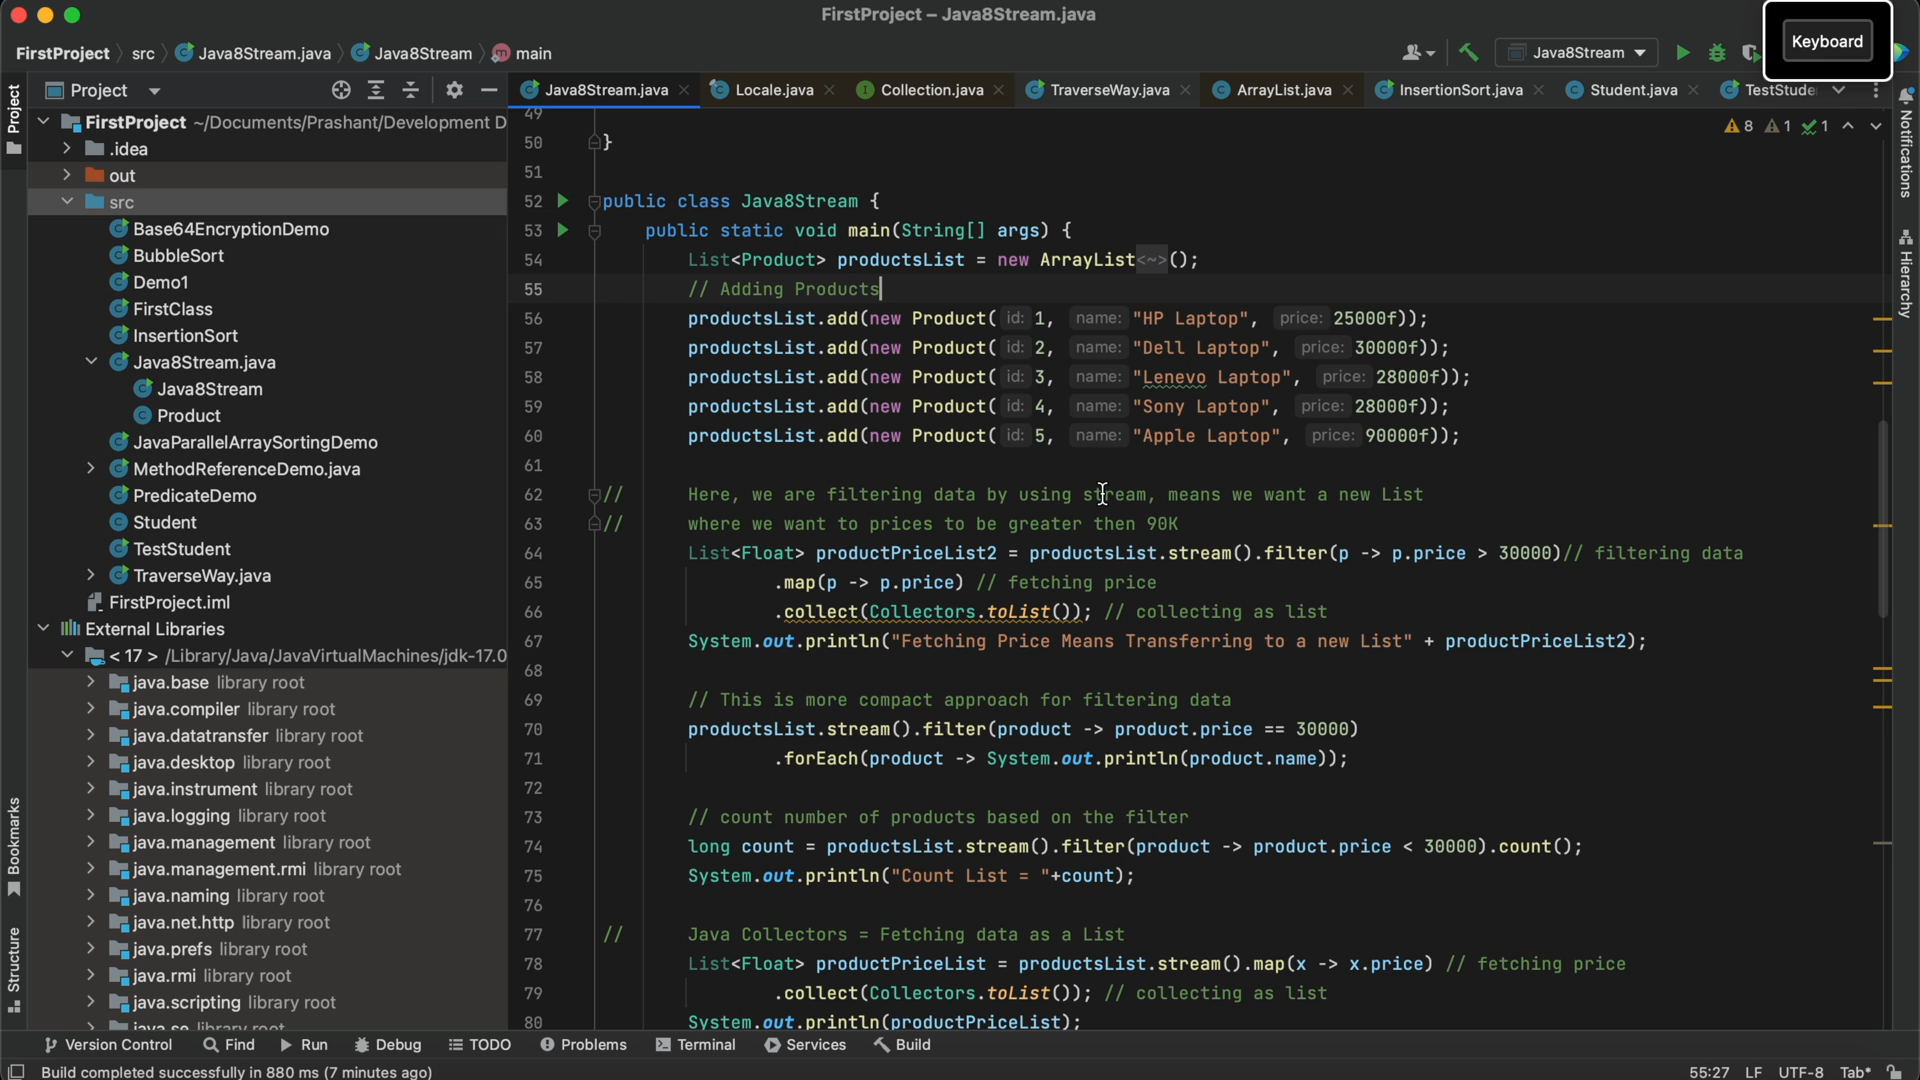 FirstProject – Java8Stream.java
Keyboard
FirstProject src Java8Stream.java Java8Stream main
Java8Stream
Project
Java8Stream.java Locale.java Collection.java TraverseWay.java ArrayList.java InsertionSort.java Student.java TestStude
Project
Notifications
Hierarchy
Bookmarks
Structure
FirstProject ~/Documents/Prashant/Development D
.idea
out
src
Base64EncryptionDemo
BubbleSort
Demo1
FirstClass
InsertionSort
Java8Stream.java
Java8Stream
Product
JavaParallelArraySortingDemo
MethodReferenceDemo.java
PredicateDemo
Student
TestStudent
TraverseWay.java
FirstProject.iml
External Libraries
< 17 > /Library/Java/JavaVirtualMachines/jdk-17.0
java.base library root
java.compiler library root
java.datatransfer library root
java.desktop library root
java.instrument library root
java.logging library root
java.management library root
java.management.rmi library root
java.naming library root
java.net.http library root
java.prefs library root
java.rmi library root
java.scripting library root
java.se library root
8 1 1
49
50 }
51
52 public class Java8Stream {
53 public static void main(String[] args) {
54 List<Product> productsList = new ArrayList<~>();
55 // Adding Products
56 productsList.add(new Product( id: 1, name: "HP Laptop", price: 25000f));
57 productsList.add(new Product( id: 2, name: "Dell Laptop", price: 30000f));
58 productsList.add(new Product( id: 3, name: "Lenevo Laptop", price: 28000f));
59 productsList.add(new Product( id: 4, name: "Sony Laptop", price: 28000f));
60 productsList.add(new Product( id: 5, name: "Apple Laptop", price: 90000f));
61
62 // Here, we are filtering data by using stream, means we want a new List
63 // where we want to prices to be greater then 90K
64 List<Float> productPriceList2 = productsList.stream().filter(p -> p.price > 30000)// filtering data
65 .map(p -> p.price) // fetching price
66 .collect(Collectors.toList()); // collecting as list
67 System.out.println("Fetching Price Means Transferring to a new List" + productPriceList2);
68
69 // This is more compact approach for filtering data
70 productsList.stream().filter(product -> product.price == 30000)
71 .forEach(product -> System.out.println(product.name));
72
73 // count number of products based on the filter
74 long count = productsList.stream().filter(product -> product.price < 30000).count();
75 System.out.println("Count List = "+count);
76
77 // Java Collectors = Fetching data as a List
78 List<Float> productPriceList = productsList.stream().map(x -> x.price) // fetching price
79 .collect(Collectors.toList()); // collecting as list
80 System.out.println(productPriceList);
Version Control Find Run Debug TODO Problems Terminal Services Build
Build completed successfully in 880 ms (7 minutes ago)
55:27 LF UTF-8 Tab*